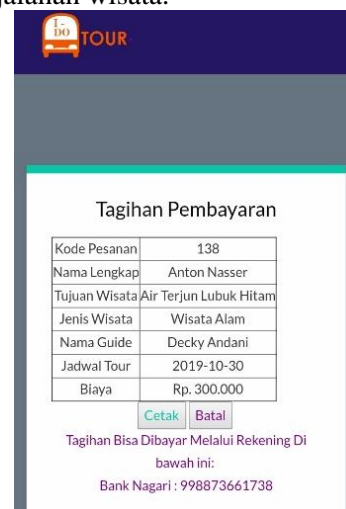 jalanan wisata.
I -
DO
TOUR
Tagihan Pembayaran
Kode Pesanan 138
Nama Lengkap Anton Nasser
Tujuan Wisata Air Terjun Lubuk Hitam
Jenis Wisata Wisata Alam
Nama Guide Decky Andani
Jadwal Tour 2019-10-30
Biaya Rp. 300.000
Cetak Batal
Tagihan Bisa Dibayar Melalui Rekening Di
bawah ini:
Bank Nagari : 998873661738